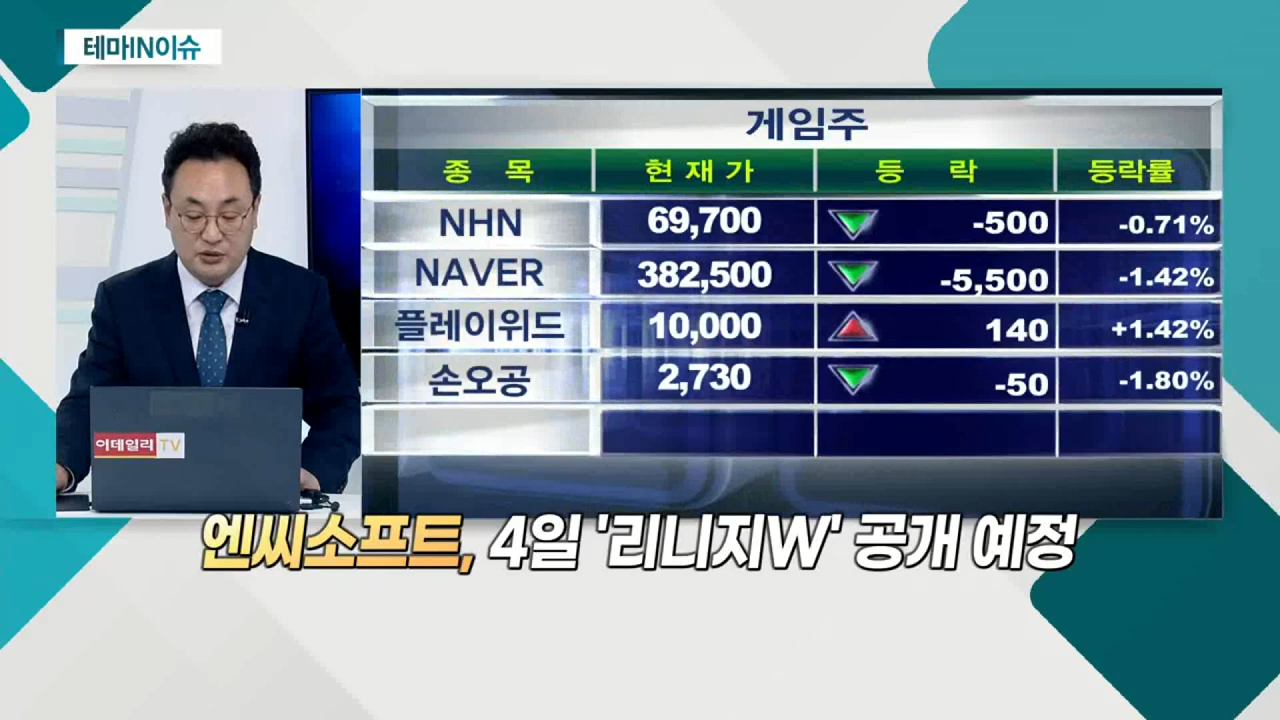 테마IN이슈
게임주
종 목 현재가 등 락 등락률
NHN 69,700 -500 -0.71%
NAVER 382,500 -5,500 -1.42%
플레이위드 10,000 140 +1.42%
손오공 2,730 -50 -1.80%
이데일리TV
엔씨소프트, 4일 '리니지W' 공개 예정